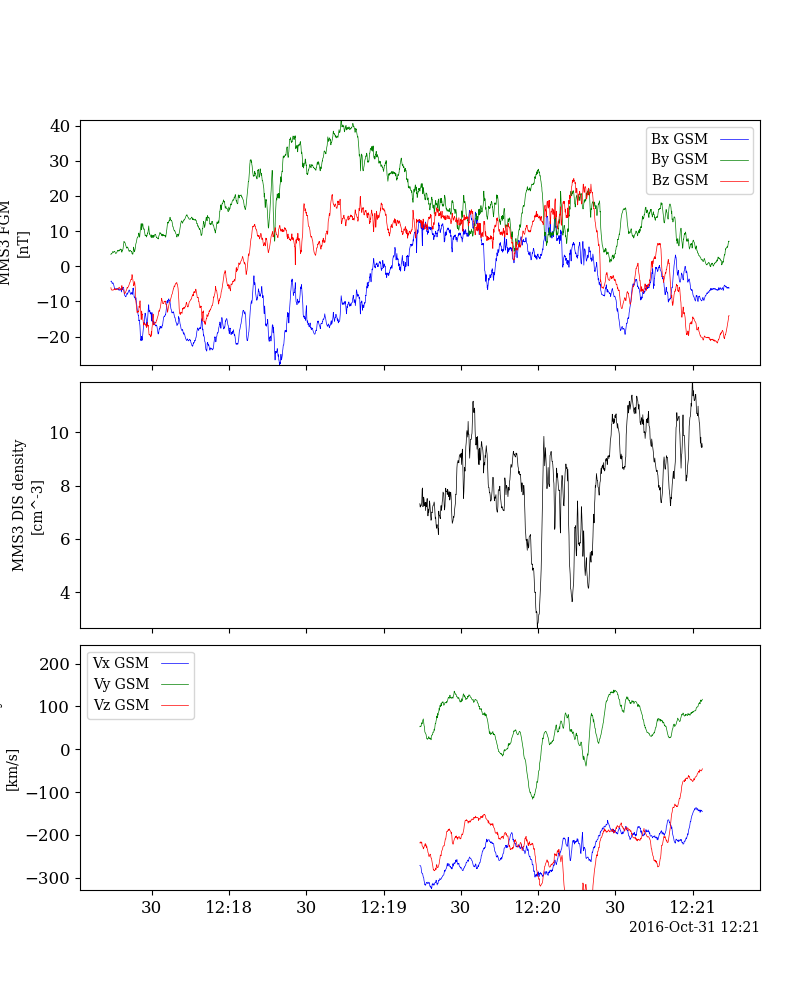 40
30
20
10
0
−10
−20
MMS3 FGM
[nT]
Bx GSM
By GSM
Bz GSM
10
8
6
4
MMS3 DIS density
[cm^-3]
200
100
0
−100
−200
−300
[km/s]
Vx GSM
Vy GSM
Vz GSM
30 12:18 30 12:19 30 12:20 30 12:21
2016-Oct-31 12:21